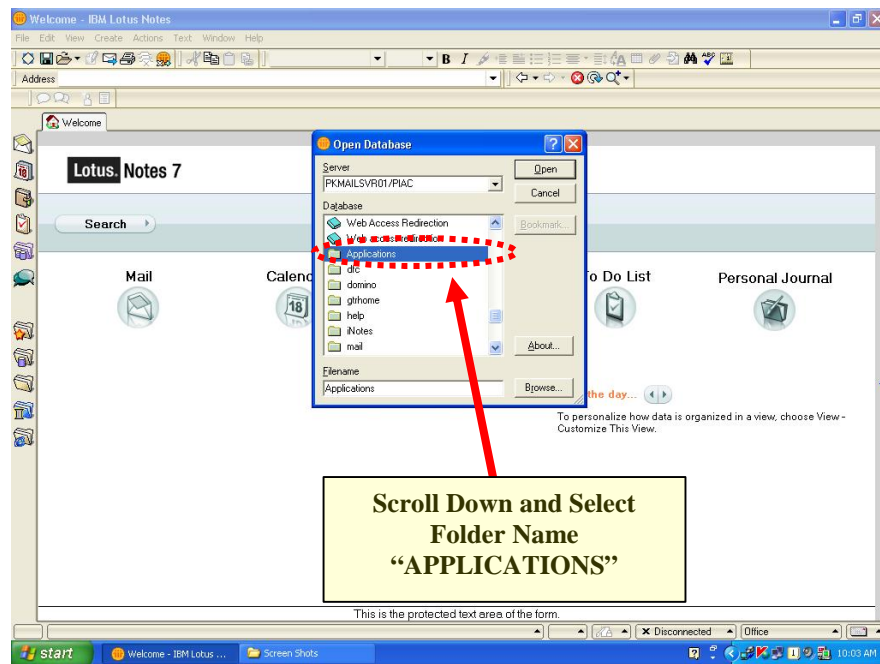 Welcome - IBM Lotus Notes
File Edit View Create Actions Text Window Help
B I
Address
Welcome
Lotus. Notes 7
Search
Mail
Calend
o Do List
Personal Journal
Open Database
Server
PKMAILSVR01/PIAC
Database
Web Access Redirection
Web access redirection
Applications
dfc
domino
gtrhome
help
iNotes
mail
Filename
Applications
Open
Cancel
Bookmark...
About...
Browse...
the day...
To personalize how data is organized in a view, choose View -
Customize This View.
Scroll Down and Select
Folder Name
“APPLICATIONS”
This is the protected text area of the form.
Disconnected
Office
start
Welcome - IBM Lotus ...
Screen Shots
10:03 AM